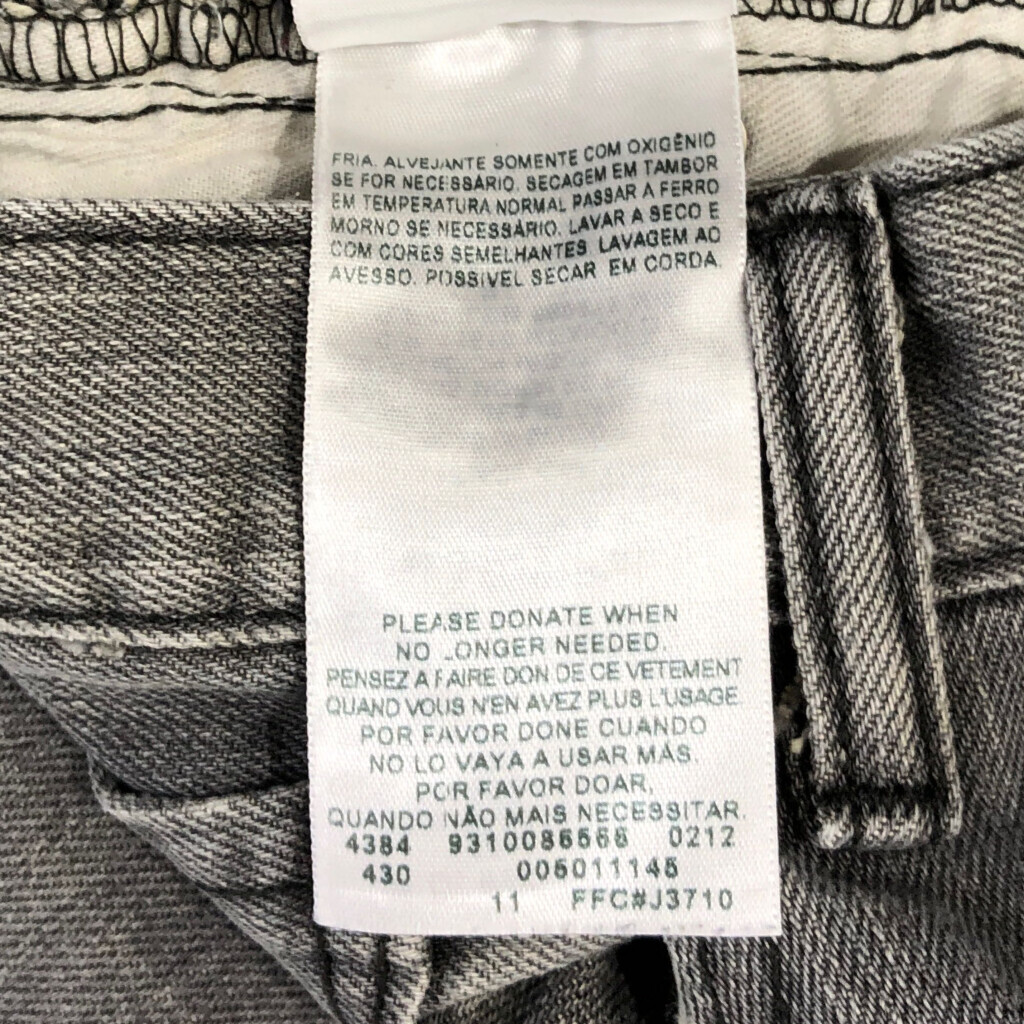 FRIA. ALVEJANTE SOMENTE COM OXIGÊNIO
SE FOR NECESSÁRIO. SECAGEM EM TAMBOR
EM TEMPERATURA NORMAL PASSAR A FERRO
MORNO SE NECESSÁRIO. LAVAR A SECO E
COM CORES SEMELHANTES. LAVAGEM AO
AVESSO. POSSIVEL SECAR EM CORDA.
PLEASE DONATE WHEN
NO LONGER NEEDED.
PENSEZ A FAIRE DON DE CE VETEMENT
QUAND VOUS N'EN AVEZ PLUS L'USAGE
POR FAVOR DONE CUANDO
NO LO VAYA A USAR MÁS.
POR FAVOR DOAR,
QUANDO NÃO MAIS NECESSITAR.
4384 0212
430 005011145
11 FFC#J3710